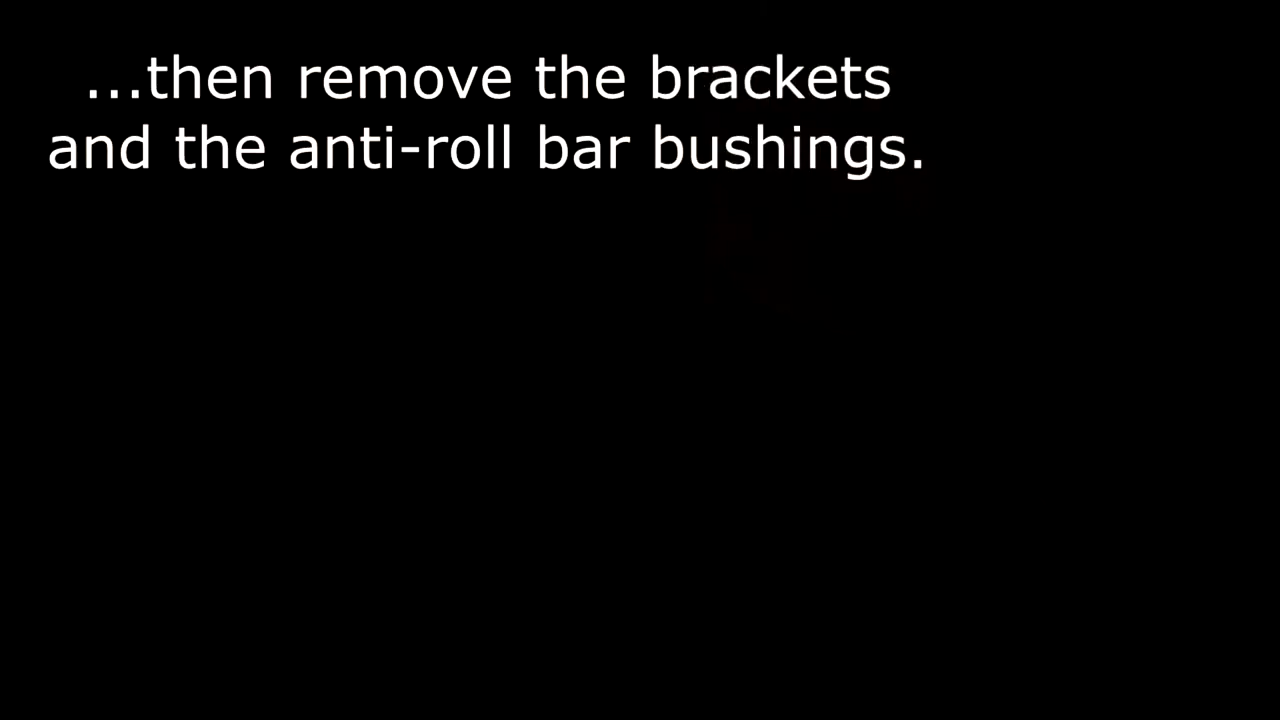 ...then remove the brackets
and the anti-roll bar bushings.